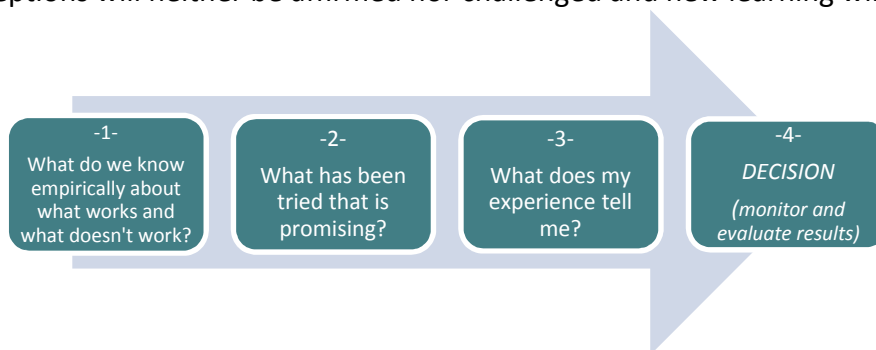 eptions will neither be affirmed nor challenged and new learning wi
-1-
What do we know
empirically about
what works and
what doesn't work?
-2-
What has been
tried that is
promising?
-3-
What does my
experience tell
me?
-4-
DECISION
(monitor and
evaluate results)